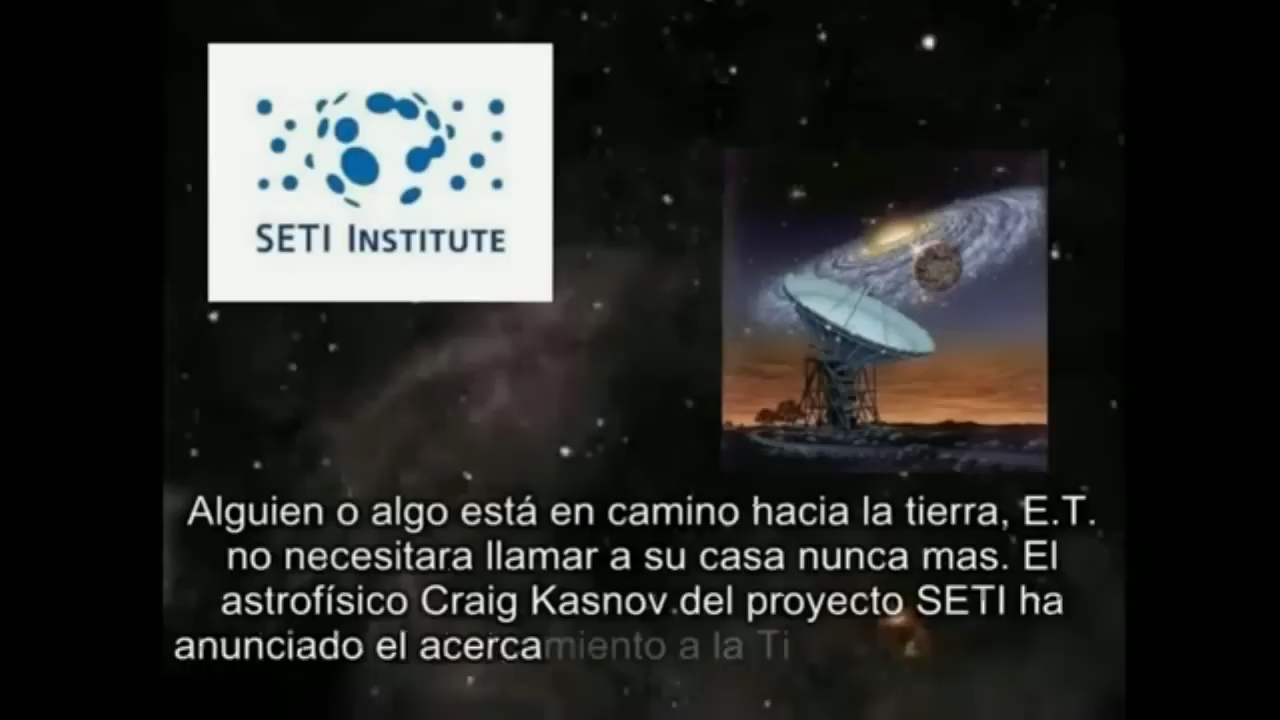 SETI INSTITUTE
Alguien o algo está en camino hacia la tierra, E.T.
no necesitara llamar a su casa nunca mas. El
astrofísico Craig Kasnov del proyecto SETI ha
anunciado el acercamiento a la Ti